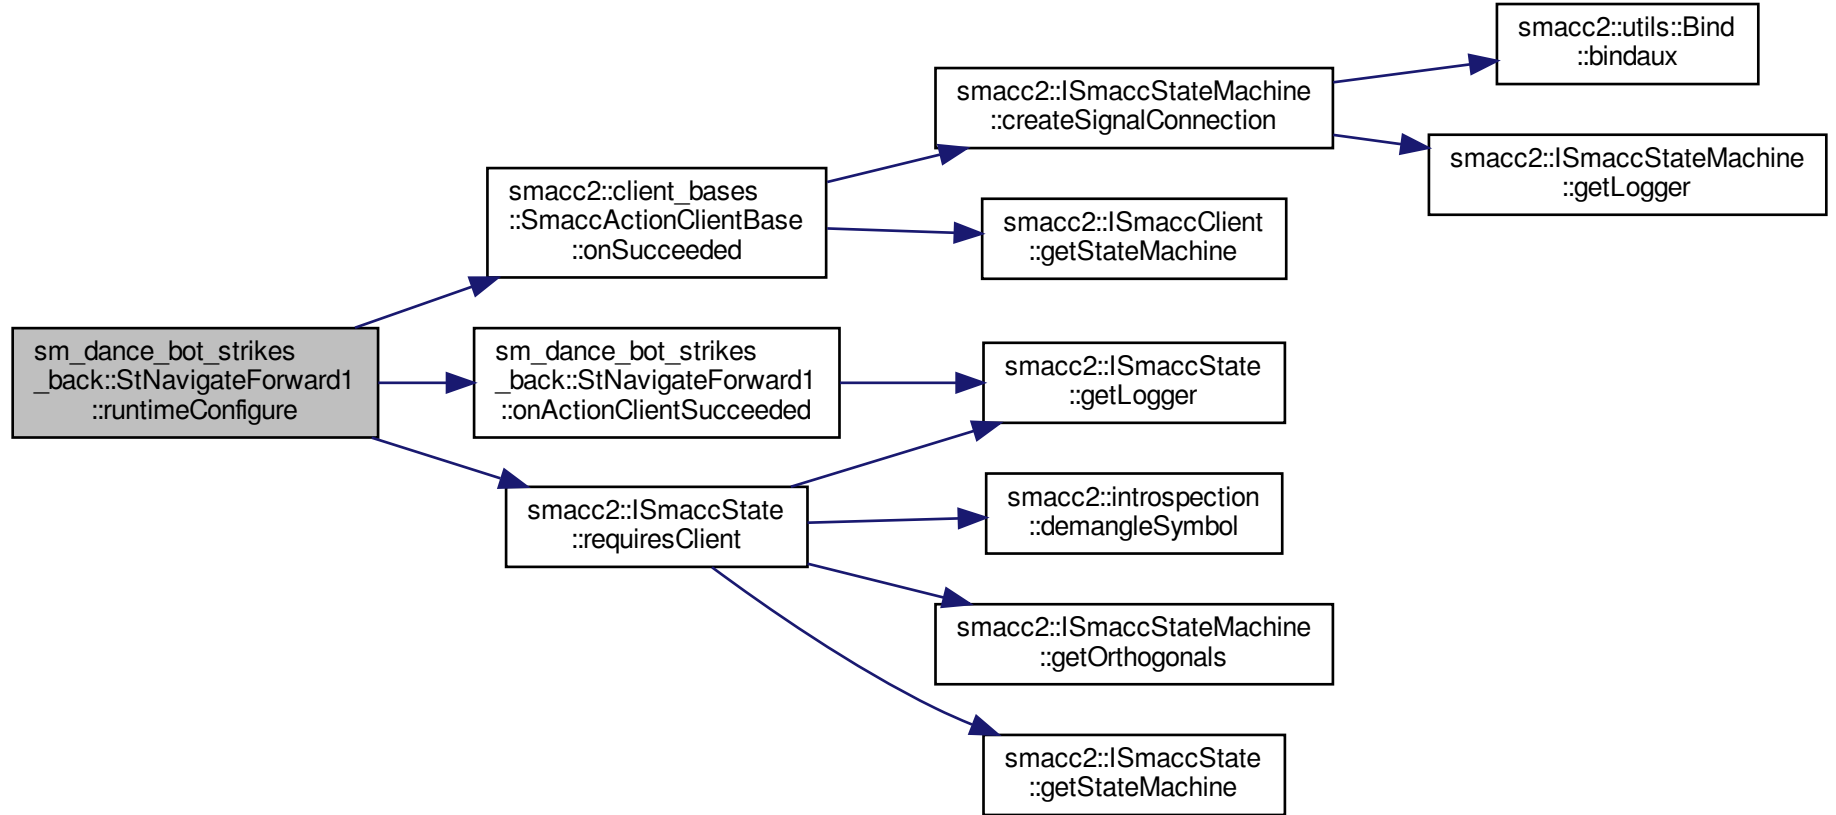 smacc2::utils::Bind
::bindaux
smacc2::ISmaccStateMachine
::createSignalConnection
smacc2::ISmaccStateMachine
::getLogger
smacc2::client_bases
::SmaccActionClientBase
::onSucceeded
smacc2::ISmaccClient
::getStateMachine
sm_dance_bot_strikes
_back::StNavigateForward1
::runtimeConfigure
sm_dance_bot_strikes
_back::StNavigateForward1
::onActionClientSucceeded
smacc2::ISmaccState
::getLogger
smacc2::ISmaccState
::requiresClient
smacc2::introspection
::demangleSymbol
smacc2::ISmaccStateMachine
::getOrthogonals
smacc2::ISmaccState
::getStateMachine